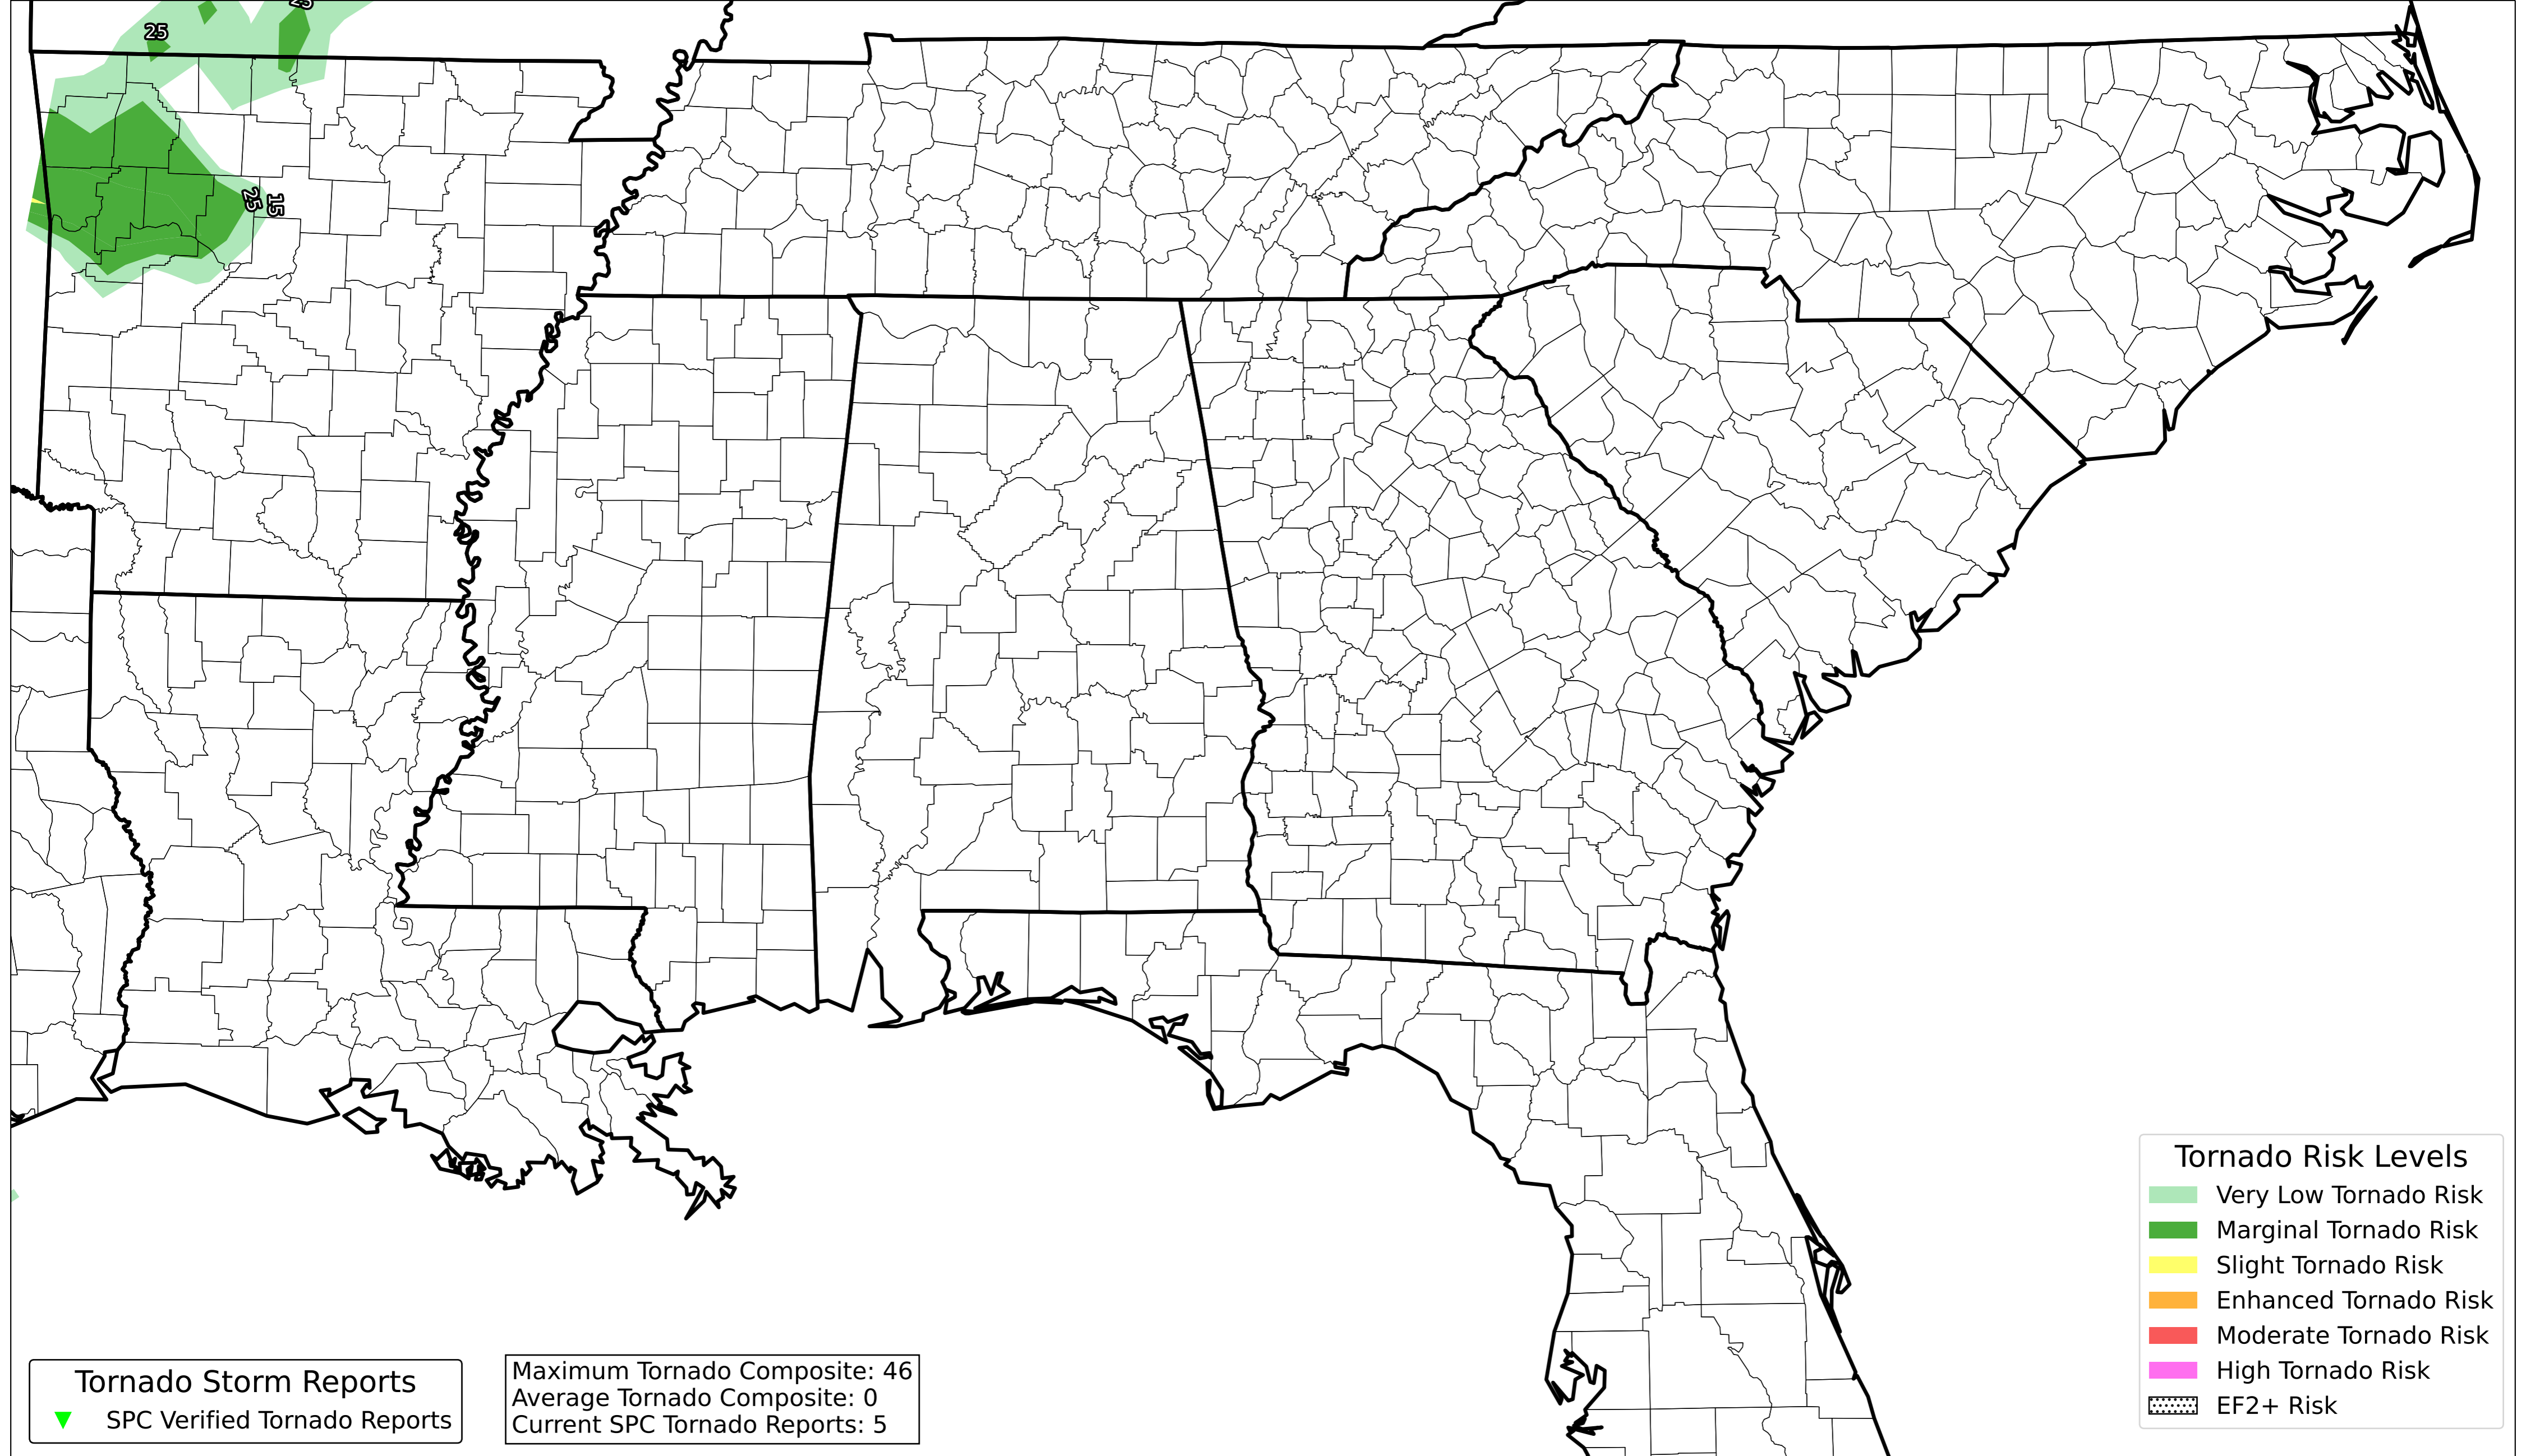 25
25
25
15
Tornado Risk Levels
Very Low Tornado Risk
Marginal Tornado Risk
Slight Tornado Risk
Enhanced Tornado Risk
Moderate Tornado Risk
High Tornado Risk
EF2+ Risk
Tornado Storm Reports
SPC Verified Tornado Reports
Maximum Tornado Composite: 46
Average Tornado Composite: 0
Current SPC Tornado Reports: 5